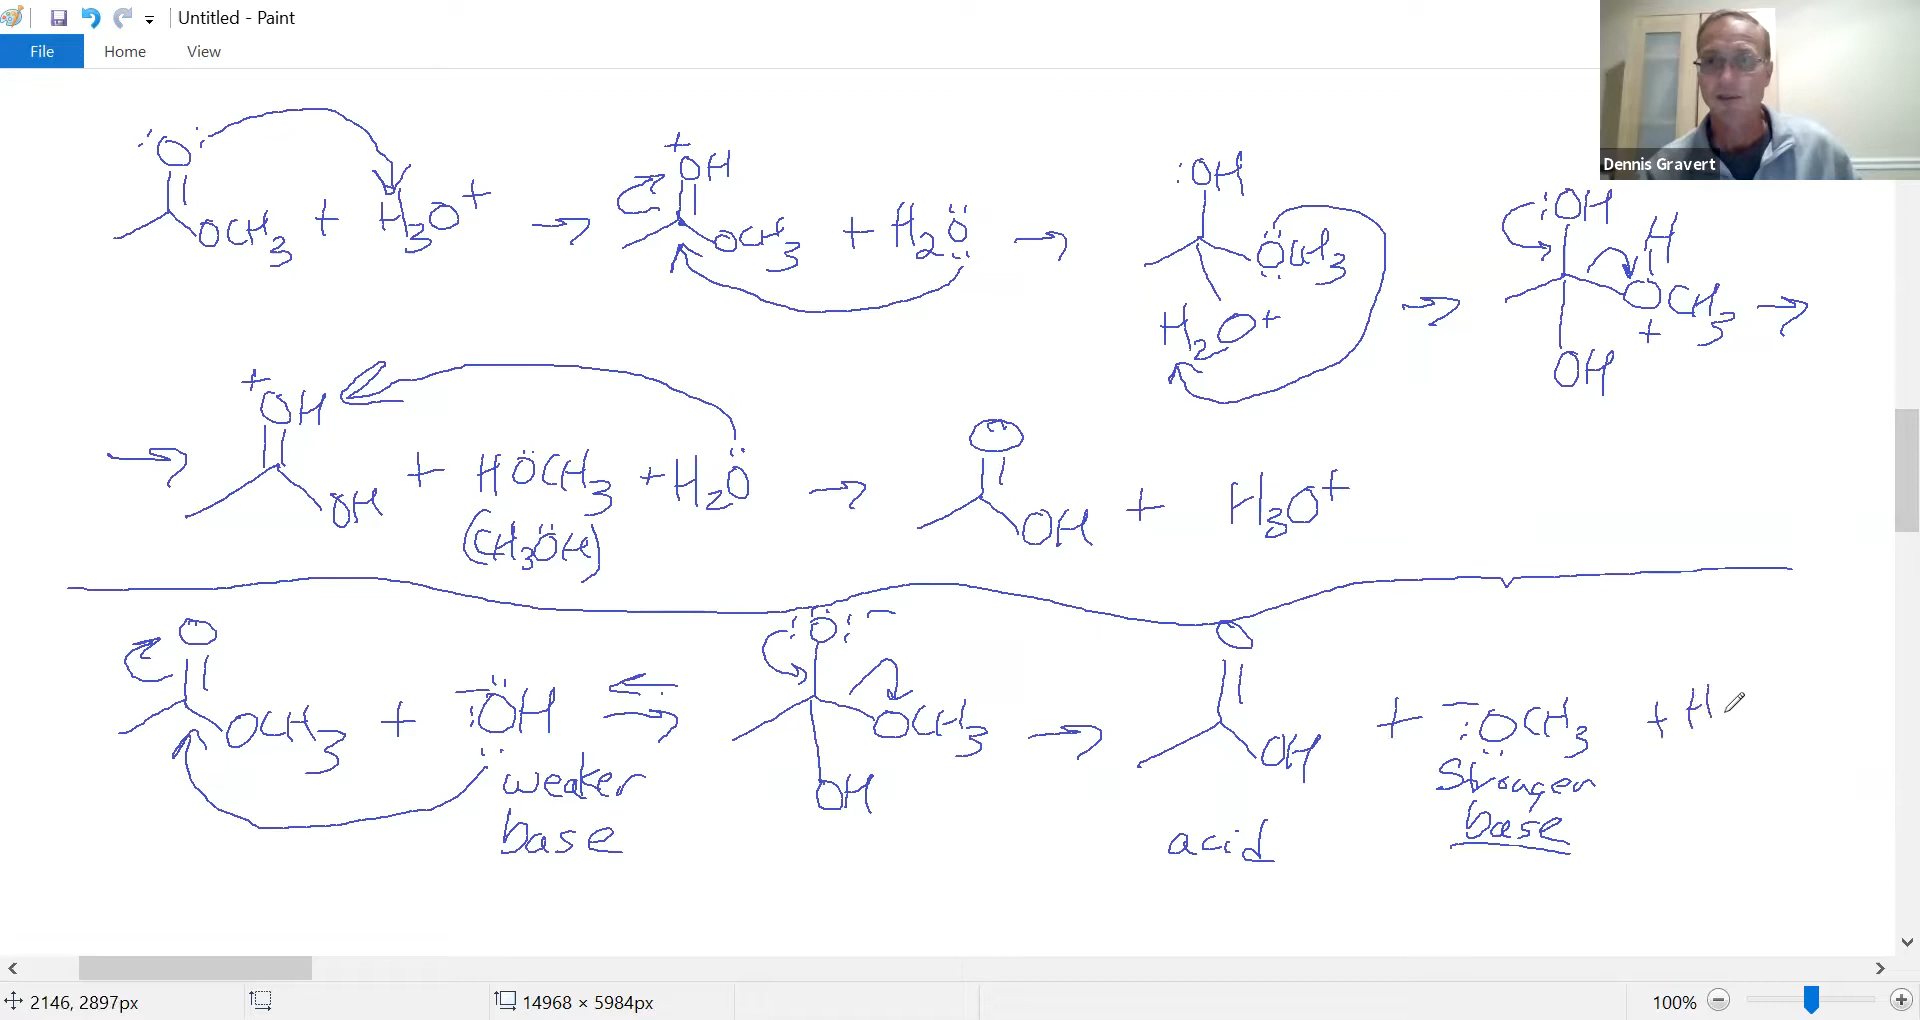 Untitled - Paint
File Home View
Dennis Gravert
O
OCH3 + H3O+ →
+
OH
OCH3 + H2O →
:OH
OCH3
H2O+
→
:OH
H
OCH3 →
+
OH
→
+
OH
OH + HOCH3 + H2O →
(CH3OH)
O
OH + H3O+
O
OCH3 + -:OH ⇌
weaker
base
:O: -
OCH3 →
OH
O
OH + -:OCH3 + H
acid
Stronger
base
2146, 2897px 14968 × 5984px 100%